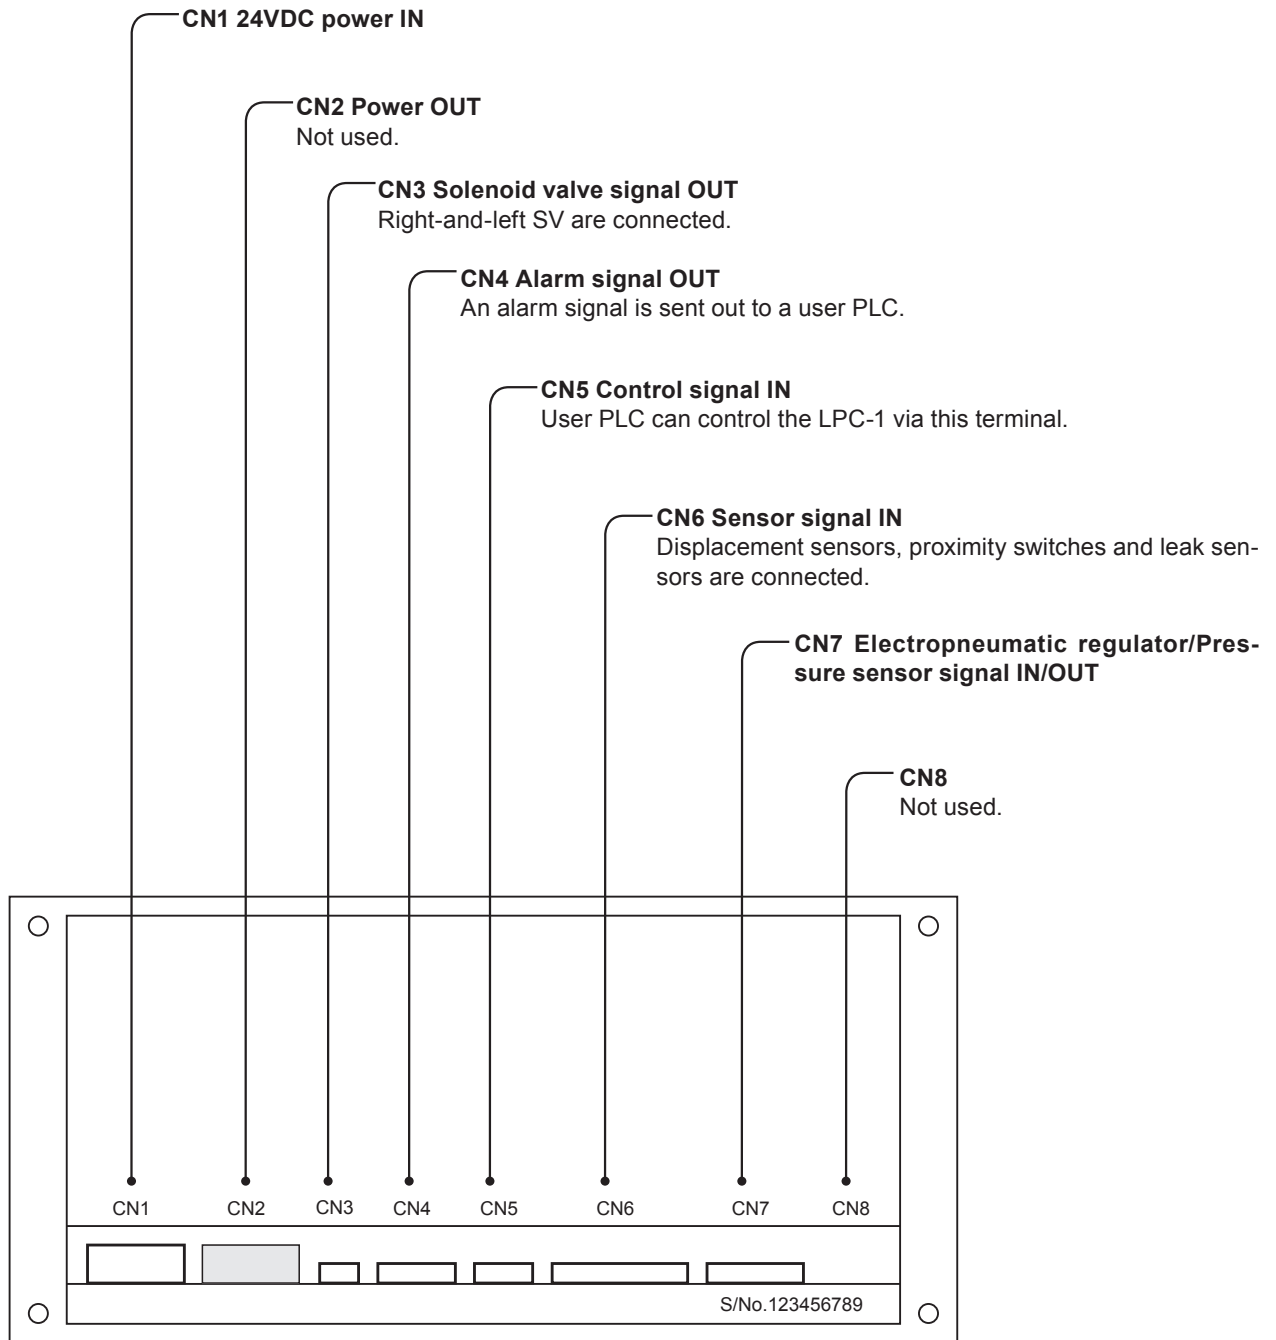 CN1 24VDC power IN
CN2 Power OUT
Not used.
CN3 Solenoid valve signal OUT
Right-and-left SV are connected.
CN4 Alarm signal OUT
An alarm signal is sent out to a user PLC.
CN5 Control signal IN
User PLC can control the LPC-1 via this terminal.
CN6 Sensor signal IN
Displacement sensors, proximity switches and leak sen-
sors are connected.
CN7 Electropneumatic regulator/Pres-
sure sensor signal IN/OUT
CN8
Not used.
CN1 CN2 CN3 CN4 CN5 CN6 CN7 CN8
S/No.123456789